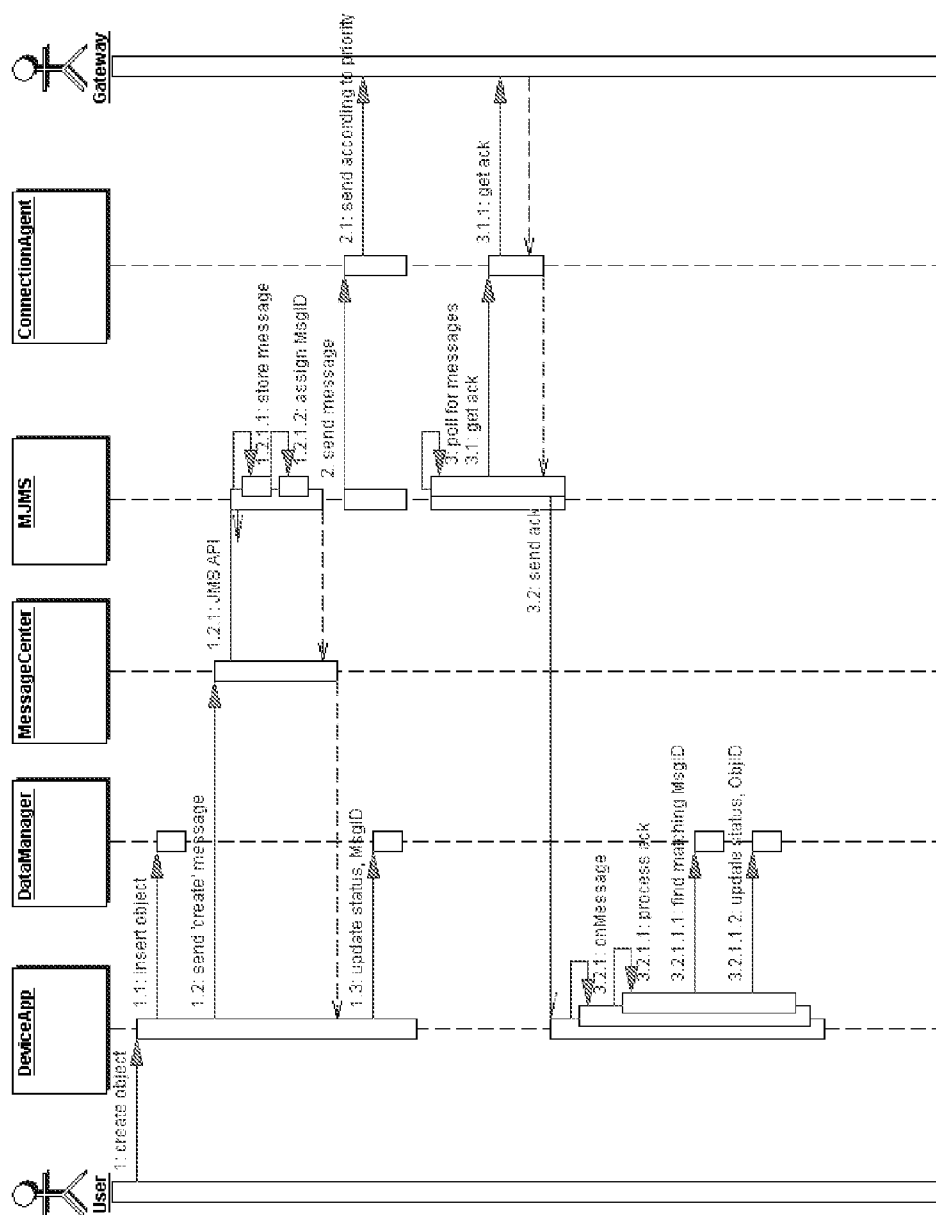 User
DeviceApp
DataManager
MessageCenter
MJMS
ConnectionAgent
Gateway
1: create object
1.1: insert object
1.2: send 'create' message
1.2.1: JMS API
1.2.1.1: store message
1.2.1.2: assign MsgID
2: send message
2.1: send according to priority
1.3: update status, MsgID
3: poll for messages
3.1: get ack
3.1.1: get ack
3.2: send ack
3.2.1: onMessage
3.2.1.1: process ack
3.2.1.1.1: find matching MsgID
3.2.1.1.2: update status, ObjID